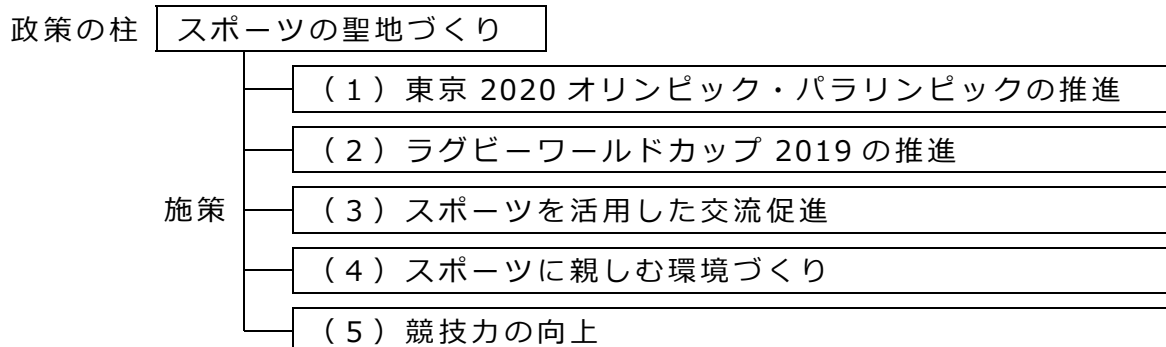 政策の柱 スポーツの聖地づくり
（1）東京 2020 オリンピック・パラリンピックの推進
（2）ラグビーワールドカップ 2019 の推進
施策 （3）スポーツを活用した交流促進
（4）スポーツに親しむ環境づくり
（5）競技力の向上